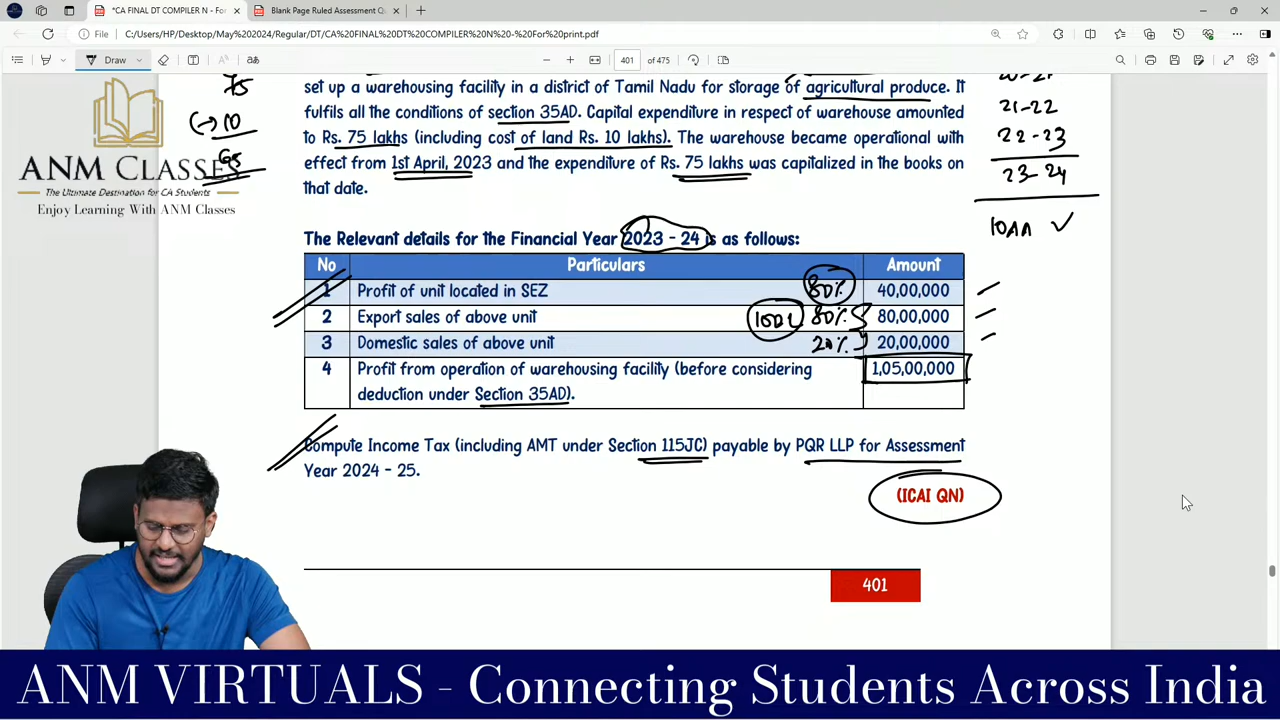 *CA FINAL DT COMPILER N - For
Blank Page Ruled Assessment Q
File
C:/Users/HP/Desktop/May%202024/Regular/DT/CA%20FINAL%20DT%20COMPILER%20N%20-%20For%20print.pdf
Draw
401 of 475
75
(-) 10
65
21-22
22-23
23-24
10AA ✓
ANM CLASSES
The Ultimate Destination for CA Students
Enjoy Learning With ANM Classes
set up a warehousing facility in a district of Tamil Nadu for storage of agricultural produce. It
fulfils all the conditions of section 35AD. Capital expenditure in respect of warehouse amounted
to Rs. 75 lakhs (including cost of land Rs. 10 lakhs). The warehouse became operational with
effect from 1st April, 2023 and the expenditure of Rs. 75 lakhs was capitalized in the books on
that date.
The Relevant details for the Financial Year 2023 - 24 is as follows:
No Particulars Amount
1 Profit of unit located in SEZ 80% 40,00,000
2 Export sales of above unit 100L 80% 80,00,000
3 Domestic sales of above unit 20% 20,00,000
4 Profit from operation of warehousing facility (before considering 1,05,00,000
deduction under Section 35AD).
Compute Income Tax (including AMT under Section 115JC) payable by PQR LLP for Assessment
Year 2024 - 25.
(ICAI QN)
401
ANM VIRTUALS - Connecting Students Across India